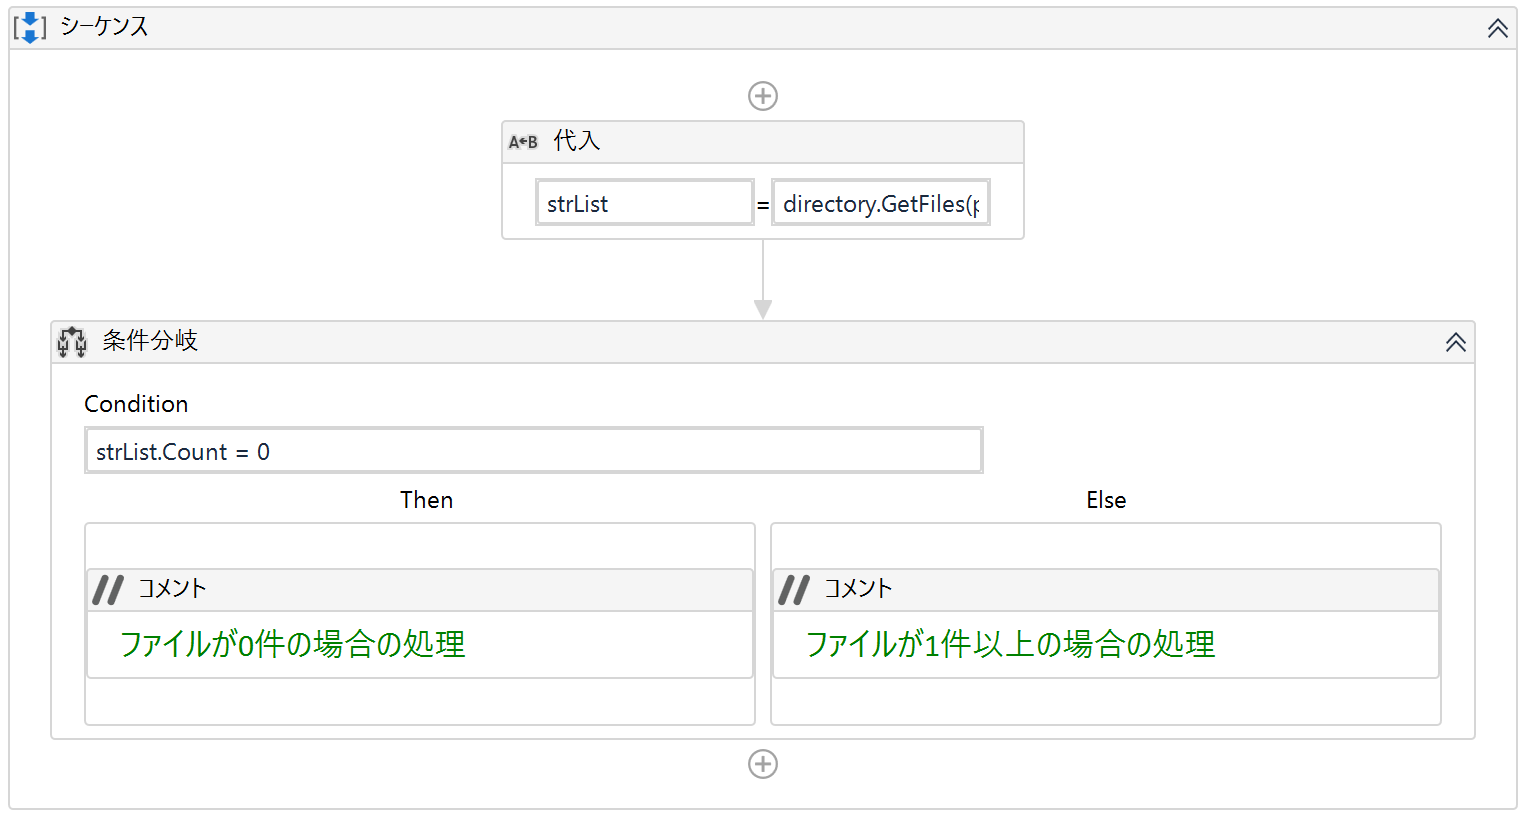 シーケンス
A←B 代入
strList = directory.GetFiles(
条件分岐
Condition
strList.Count = 0
Then
Else
// コメント
ファイルが0件の場合の処理
// コメント
ファイルが1件以上の場合の処理